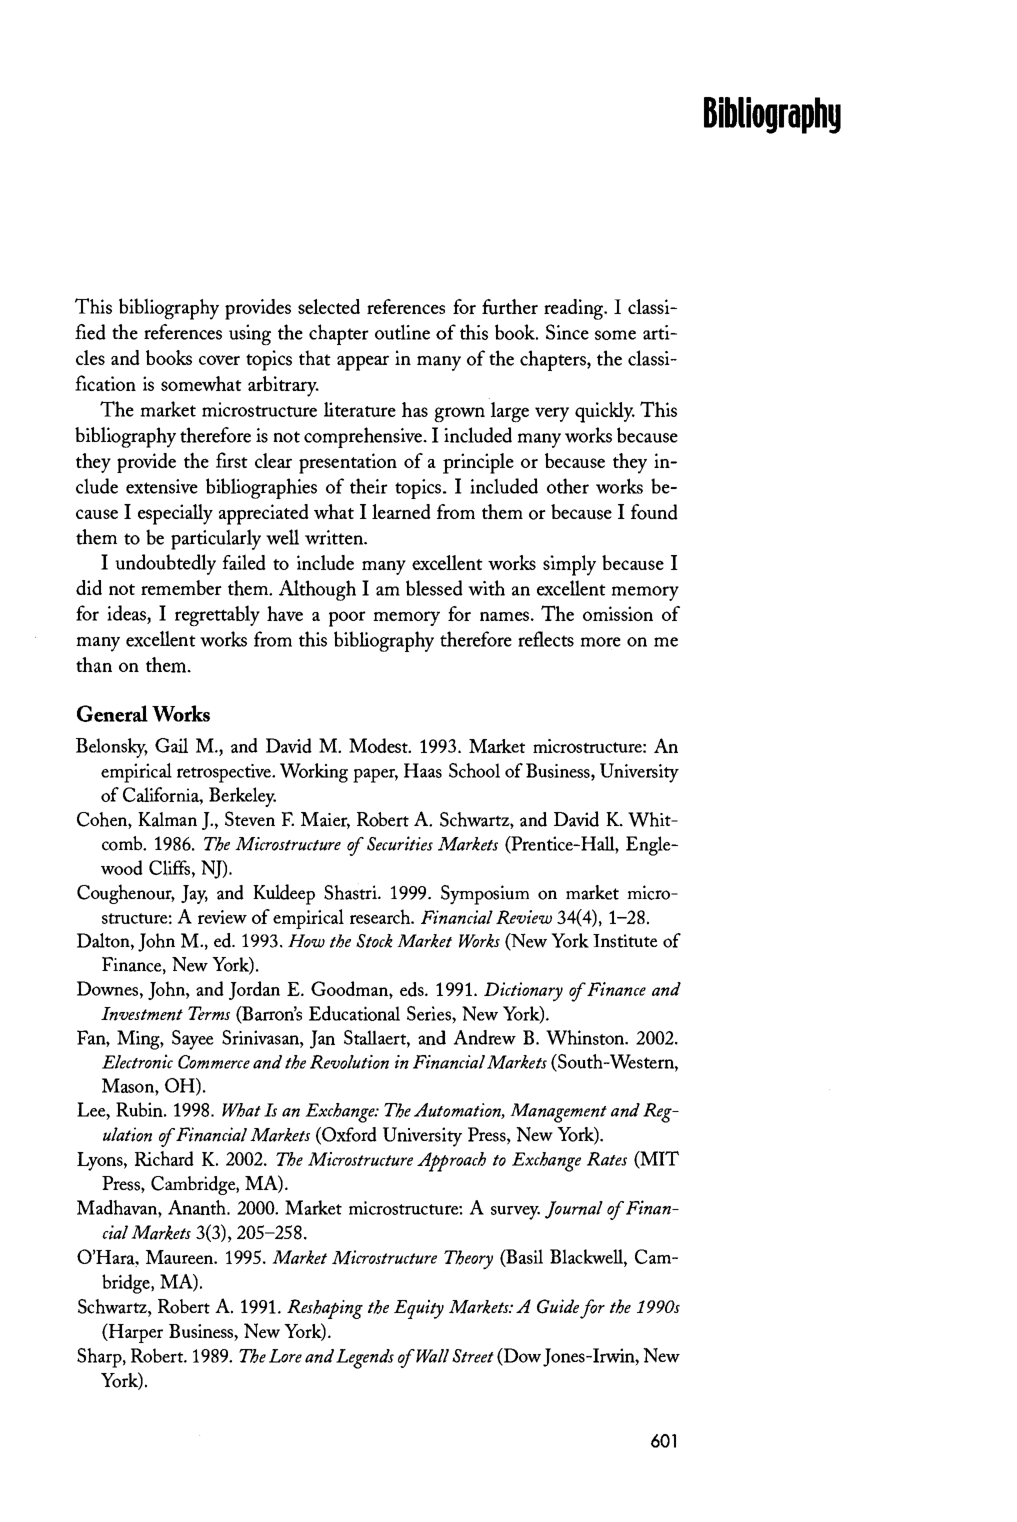 Bibliography
This bibliography provides selected references for further reading. I classi-
fied the references using the chapter outline of this book. Since some arti-
cles and books cover topics that appear in many of the chapters, the classi-
fication is somewhat arbitrary.
The market microstructure literature has grown large very quickly. This
bibliography therefore is not comprehensive. I included many works because
they provide the first clear presentation of a principle or because they in-
clude extensive bibliographies of their topics. I included other works be-
cause I especially appreciated what I learned from them or because I found
them to be particularly well written.
I undoubtedly failed to include many excellent works simply because I
did not remember them. Although I am blessed with an excellent memory
for ideas, I regrettably have a poor memory for names. The omission of
many excellent works from this bibliography therefore reflects more on me
than on them.
General Works
Belonsky, Gail M., and David M. Modest. 1993. Market microstructure: An
empirical retrospective. Working paper, Haas School of Business, University
of California, Berkeley.
Cohen, Kalman J., Steven F. Maier, Robert A. Schwartz, and David K. Whit-
comb. 1986. The Microstructure of Securities Markets (Prentice-Hall, Engle-
wood Cliffs, NJ).
Coughenour, Jay, and Kuldeep Shastri. 1999. Symposium on market micro-
structure: A review of empirical research. Financial Review 34(4), 1–28.
Dalton, John M., ed. 1993. How the Stock Market Works (New York Institute of
Finance, New York).
Downes, John, and Jordan E. Goodman, eds. 1991. Dictionary of Finance and
Investment Terms (Barron's Educational Series, New York).
Fan, Ming, Sayee Srinivasan, Jan Stallaert, and Andrew B. Whinston. 2002.
Electronic Commerce and the Revolution in Financial Markets (South-Western,
Mason, OH).
Lee, Rubin. 1998. What Is an Exchange: The Automation, Management and Reg-
ulation of Financial Markets (Oxford University Press, New York).
Lyons, Richard K. 2002. The Microstructure Approach to Exchange Rates (MIT
Press, Cambridge, MA).
Madhavan, Ananth. 2000. Market microstructure: A survey. Journal of Finan-
cial Markets 3(3), 205–258.
O'Hara, Maureen. 1995. Market Microstructure Theory (Basil Blackwell, Cam-
bridge, MA).
Schwartz, Robert A. 1991. Reshaping the Equity Markets: A Guide for the 1990s
(Harper Business, New York).
Sharp, Robert. 1989. The Lore and Legends of Wall Street (Dow Jones-Irwin, New
York).
601